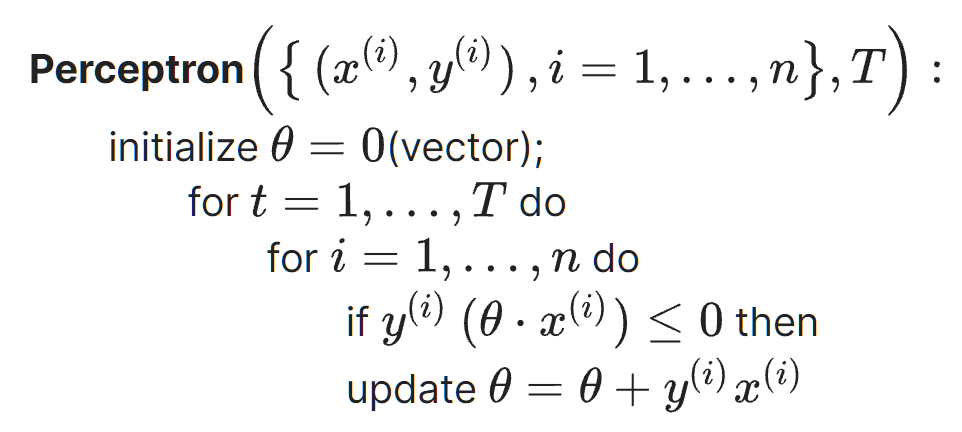 Perceptron({(x^(i), y^(i)), i = 1, ..., n}, T) :
initialize θ = 0(vector);
for t = 1, ..., T do
for i = 1, ..., n do
if y^(i) (θ · x^(i)) ≤ 0 then
update θ = θ + y^(i) x^(i)